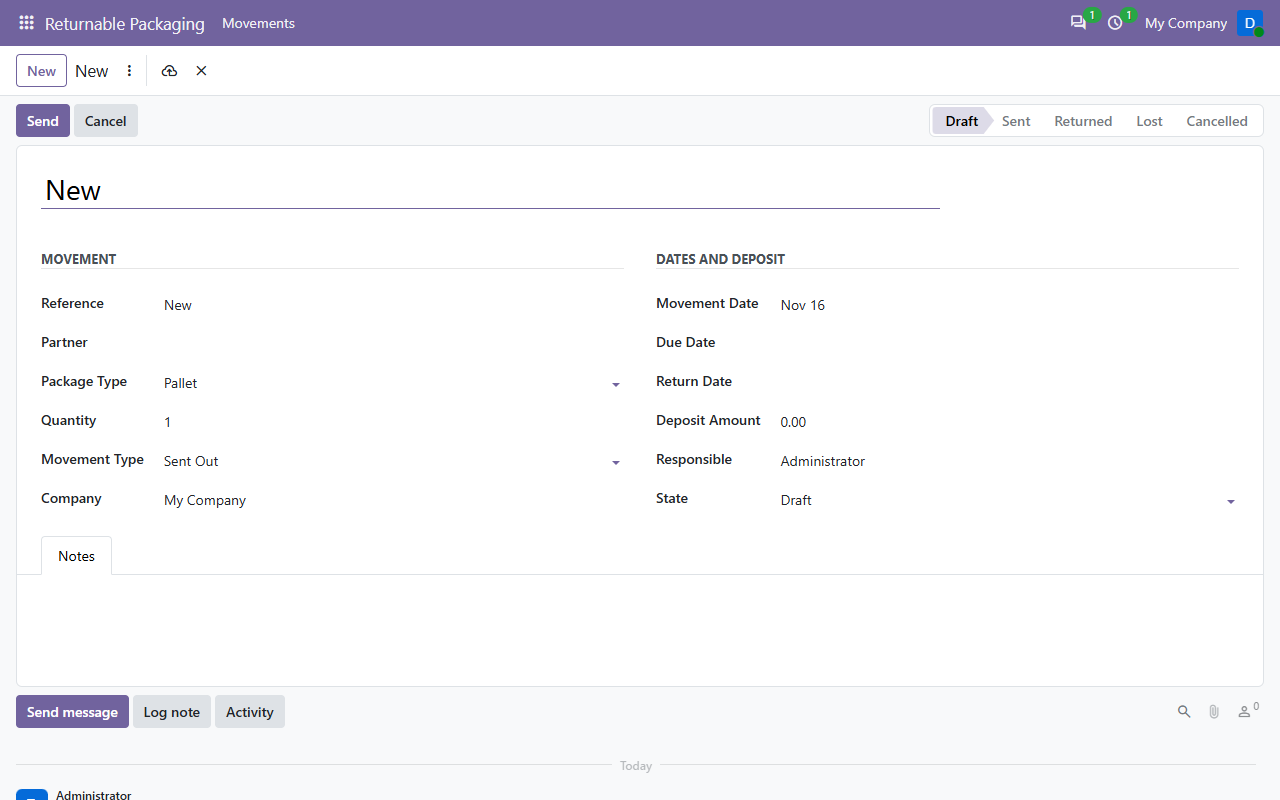 Returnable Packaging Movements 1 1 My Company D
New New
Send Cancel Draft Sent Returned Lost Cancelled
New
MOVEMENT
Reference New
Partner
Package Type Pallet
Quantity 1
Movement Type Sent Out
Company My Company
DATES AND DEPOSIT
Movement Date Nov 16
Due Date
Return Date
Deposit Amount 0.00
Responsible Administrator
State Draft
Notes
Send message Log note Activity 0
Today
Administrator